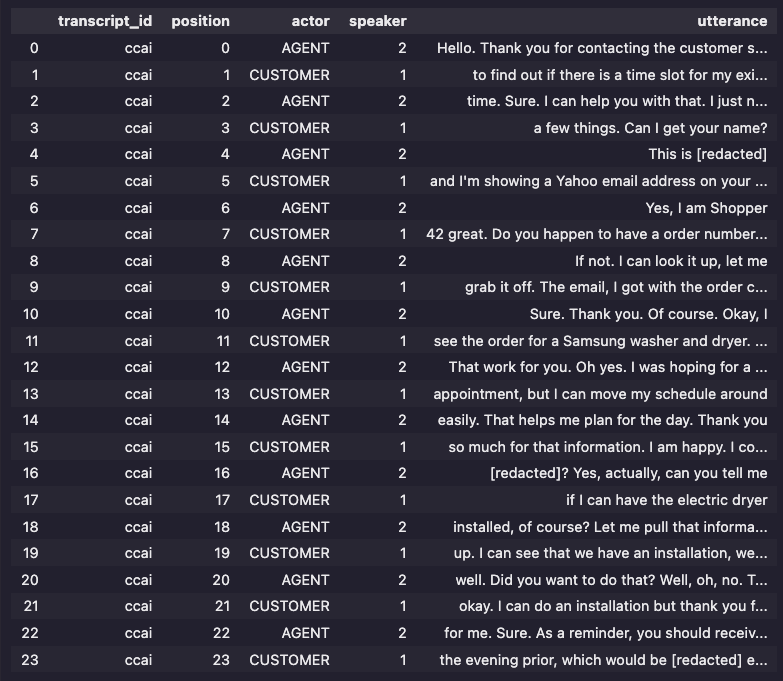 transcript_id position actor speaker utterance
0 ccai 0 AGENT 2 Hello. Thank you for contacting the customer s...
1 ccai 1 CUSTOMER 1 to find out if there is a time slot for my exi...
2 ccai 2 AGENT 2 time. Sure. I can help you with that. I just n...
3 ccai 3 CUSTOMER 1 a few things. Can I get your name?
4 ccai 4 AGENT 2 This is [redacted]
5 ccai 5 CUSTOMER 1 and I'm showing a Yahoo email address on your ...
6 ccai 6 AGENT 2 Yes, I am Shopper
7 ccai 7 CUSTOMER 1 42 great. Do you happen to have a order number...
8 ccai 8 AGENT 2 If not. I can look it up, let me
9 ccai 9 CUSTOMER 1 grab it off. The email, I got with the order c...
10 ccai 10 AGENT 2 Sure. Thank you. Of course. Okay, I
11 ccai 11 CUSTOMER 1 see the order for a Samsung washer and dryer. ...
12 ccai 12 AGENT 2 That work for you. Oh yes. I was hoping for a ...
13 ccai 13 CUSTOMER 1 appointment, but I can move my schedule around
14 ccai 14 AGENT 2 easily. That helps me plan for the day. Thank you
15 ccai 15 CUSTOMER 1 so much for that information. I am happy. I co...
16 ccai 16 AGENT 2 [redacted]? Yes, actually, can you tell me
17 ccai 17 CUSTOMER 1 if I can have the electric dryer
18 ccai 18 AGENT 2 installed, of course? Let me pull that informa...
19 ccai 19 CUSTOMER 1 up. I can see that we have an installation, we...
20 ccai 20 AGENT 2 well. Did you want to do that? Well, oh, no. T...
21 ccai 21 CUSTOMER 1 okay. I can do an installation but thank you f...
22 ccai 22 AGENT 2 for me. Sure. As a reminder, you should receiv...
23 ccai 23 CUSTOMER 1 the evening prior, which would be [redacted] e...